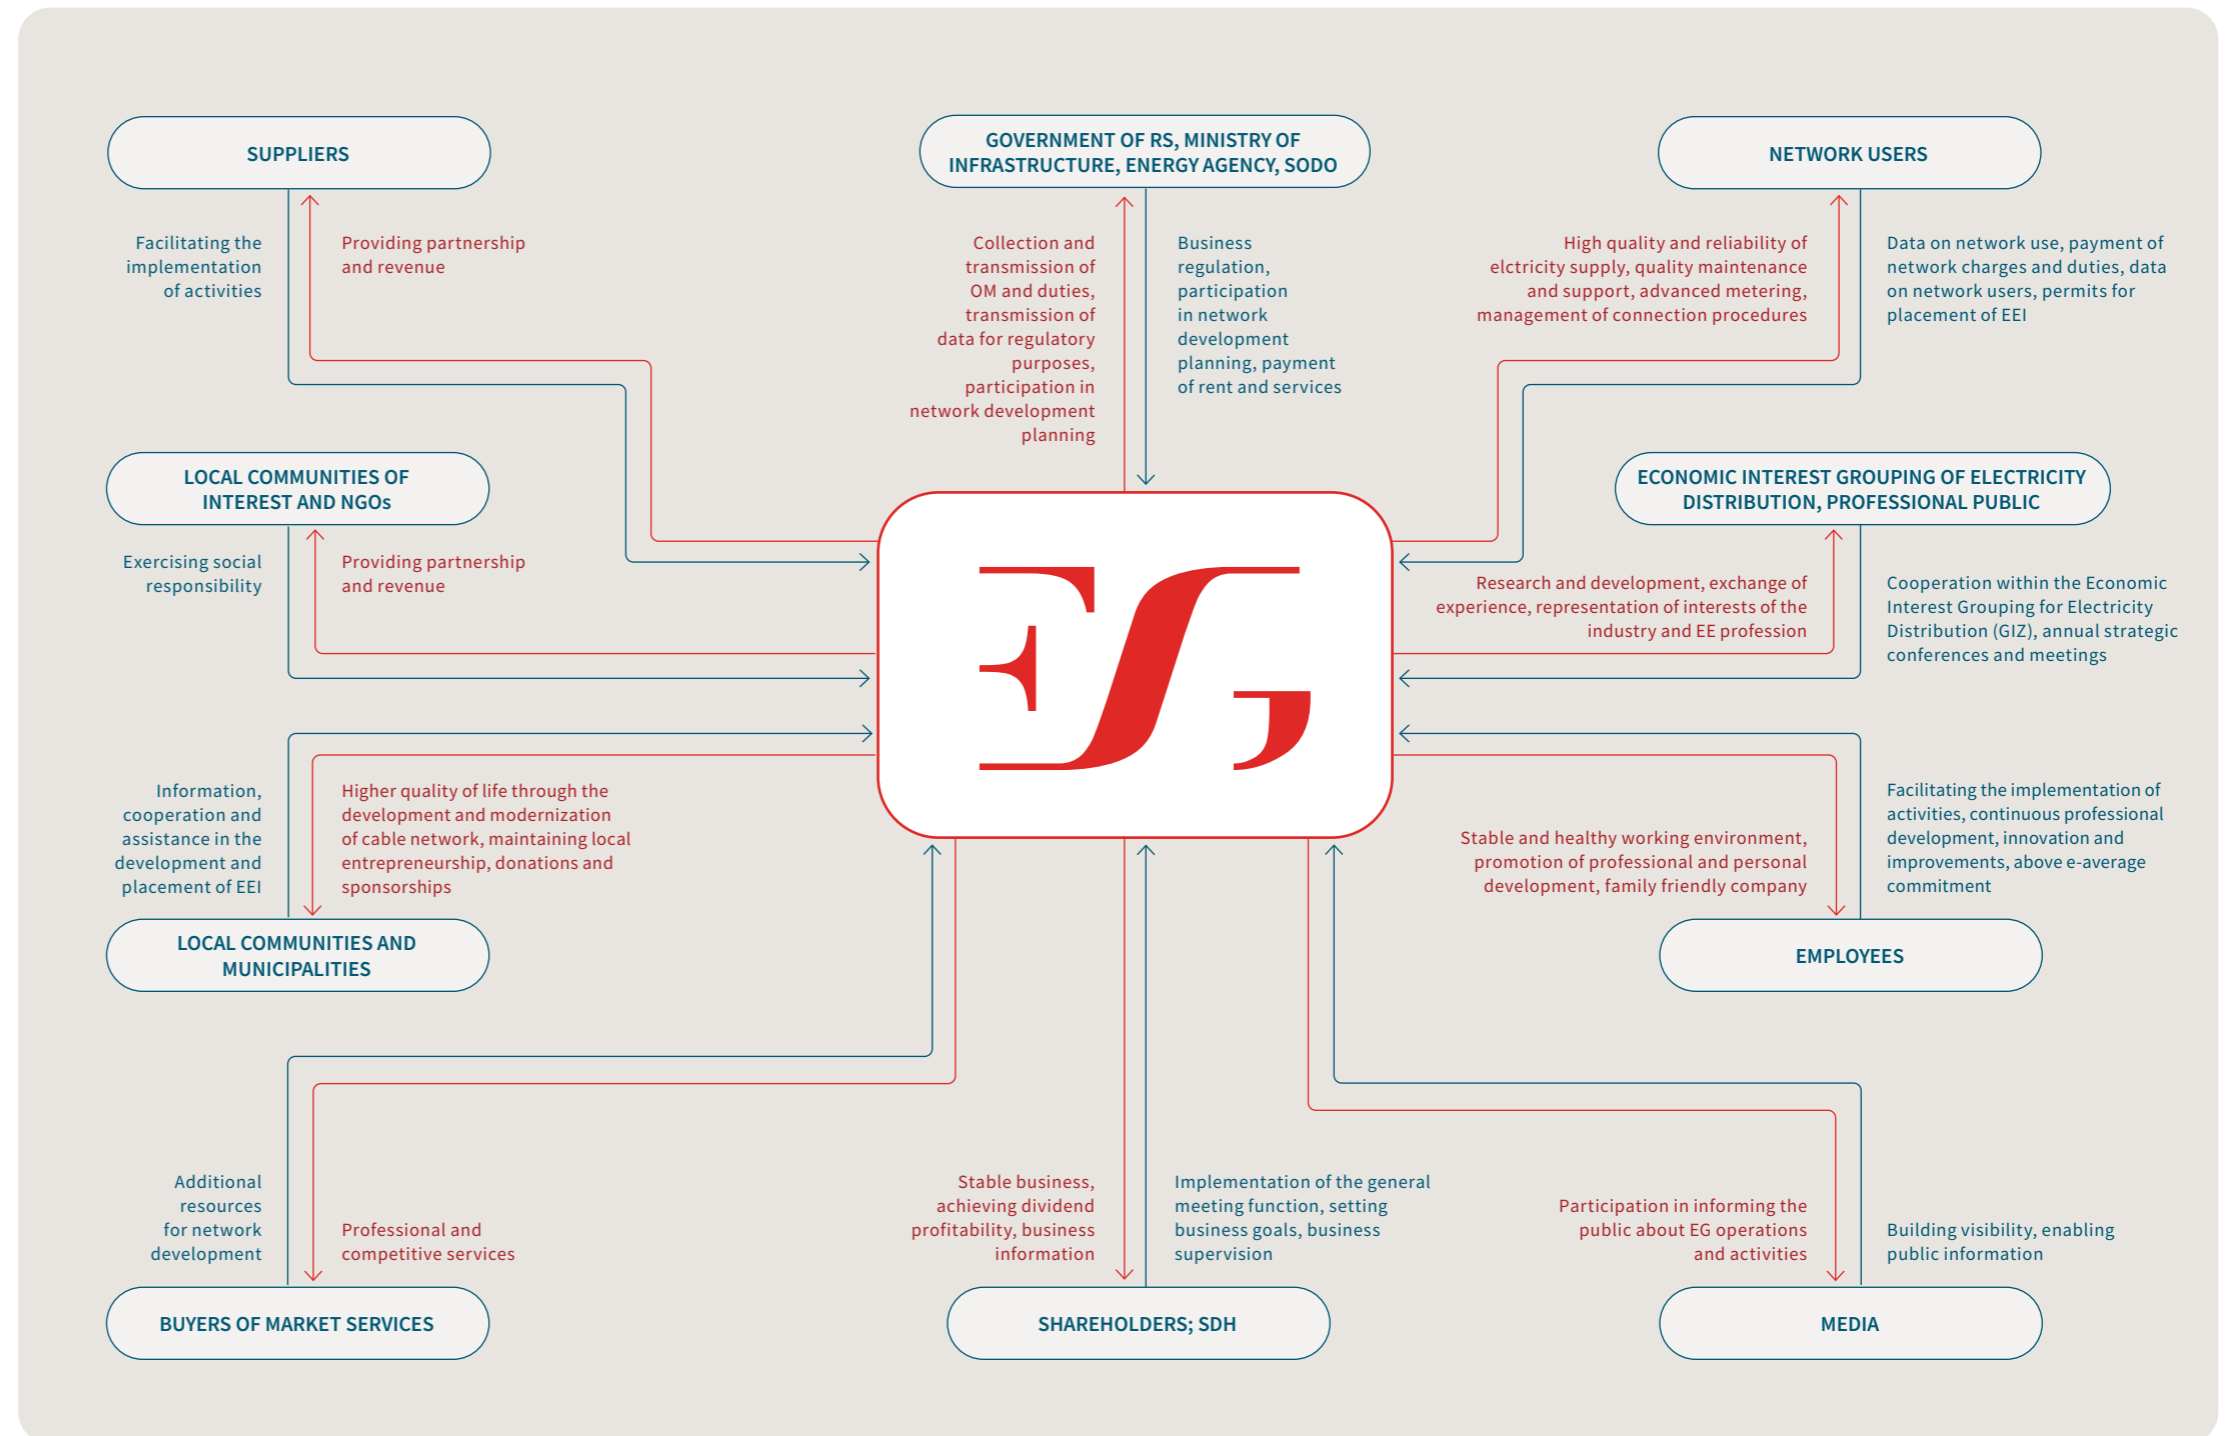 SUPPLIERS
Facilitating the
implementation
of activities
Providing partnership
and revenue
GOVERNMENT OF RS, MINISTRY OF
INFRASTRUCTURE, ENERGY AGENCY, SODO
Collection and
transmission of
OM and duties,
transmission of
data for regulatory
purposes,
participation in
network development
planning
Business
regulation,
participation
in network
development
planning, payment
of rent and services
NETWORK USERS
High quality and reliability of
elctricity supply, quality maintenance
and support, advanced metering,
management of connection procedures
Data on network use, payment of
network charges and duties, data
on network users, permits for
placement of EEI
LOCAL COMMUNITIES OF
INTEREST AND NGOs
Exercising social
responsibility
Providing partnership
and revenue
ECONOMIC INTEREST GROUPING OF ELECTRICITY
DISTRIBUTION, PROFESSIONAL PUBLIC
Research and development, exchange of
experience, representation of interests of the
industry and EE profession
Cooperation within the Economic
Interest Grouping for Electricity
Distribution (GIZ), annual strategic
conferences and meetings
Information,
cooperation and
assistance in the
development and
placement of EEI
Higher quality of life through the
development and modernization
of cable network, maintaining local
entrepreneurship, donations and
sponsorships
LOCAL COMMUNITIES AND
MUNICIPALITIES
Stable and healthy working environment,
promotion of professional and personal
development, family friendly company
Facilitating the implementation of
activities, continuous professional
development, innovation and
improvements, above e-average
commitment
EMPLOYEES
Additional
resources
for network
development
Professional and
competitive services
BUYERS OF MARKET SERVICES
Stable business,
achieving dividend
profitability, business
information
Implementation of the general
meeting function, setting
business goals, business
supervision
SHAREHOLDERS; SDH
Participation in informing the
public about EG operations
and activities
Building visibility, enabling
public information
MEDIA